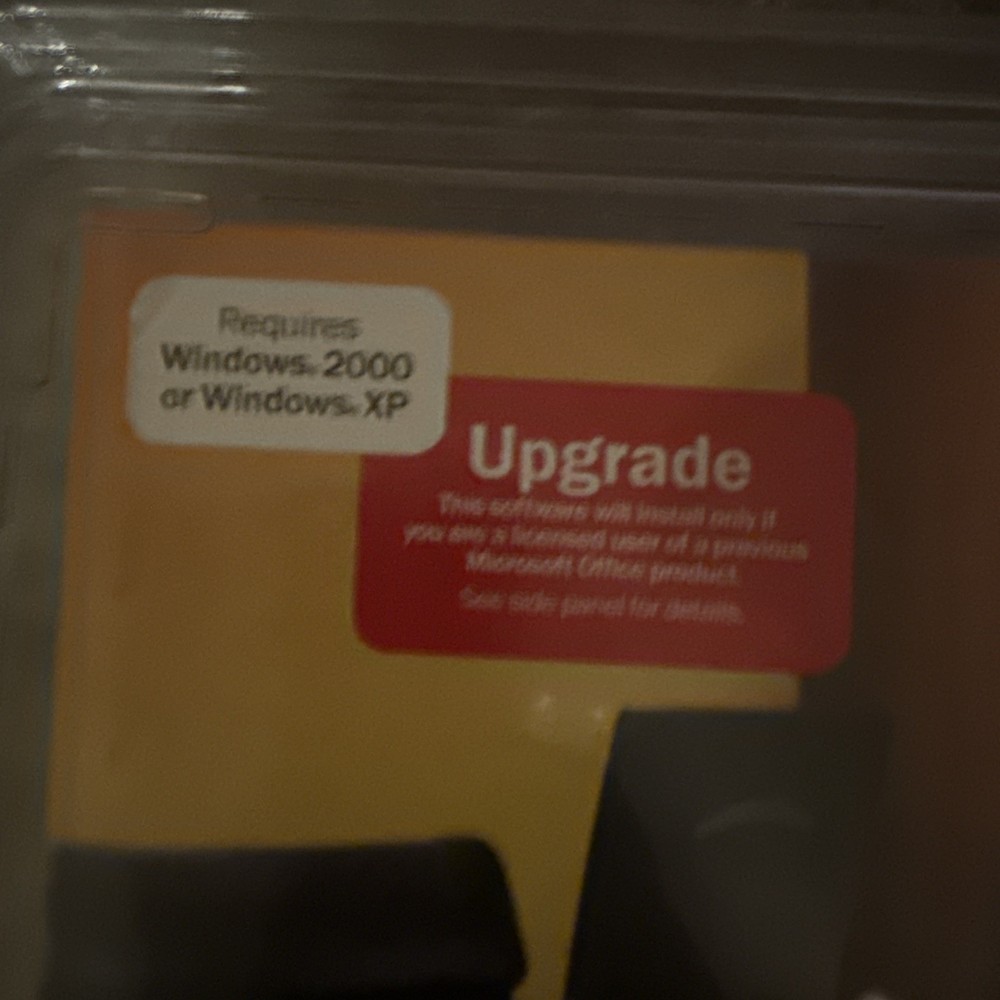 Requires
Windows® 2000
or Windows® XP
Upgrade
This software will install only if
you are a licensed user of a previous
Microsoft Office product.
See side panel for details.